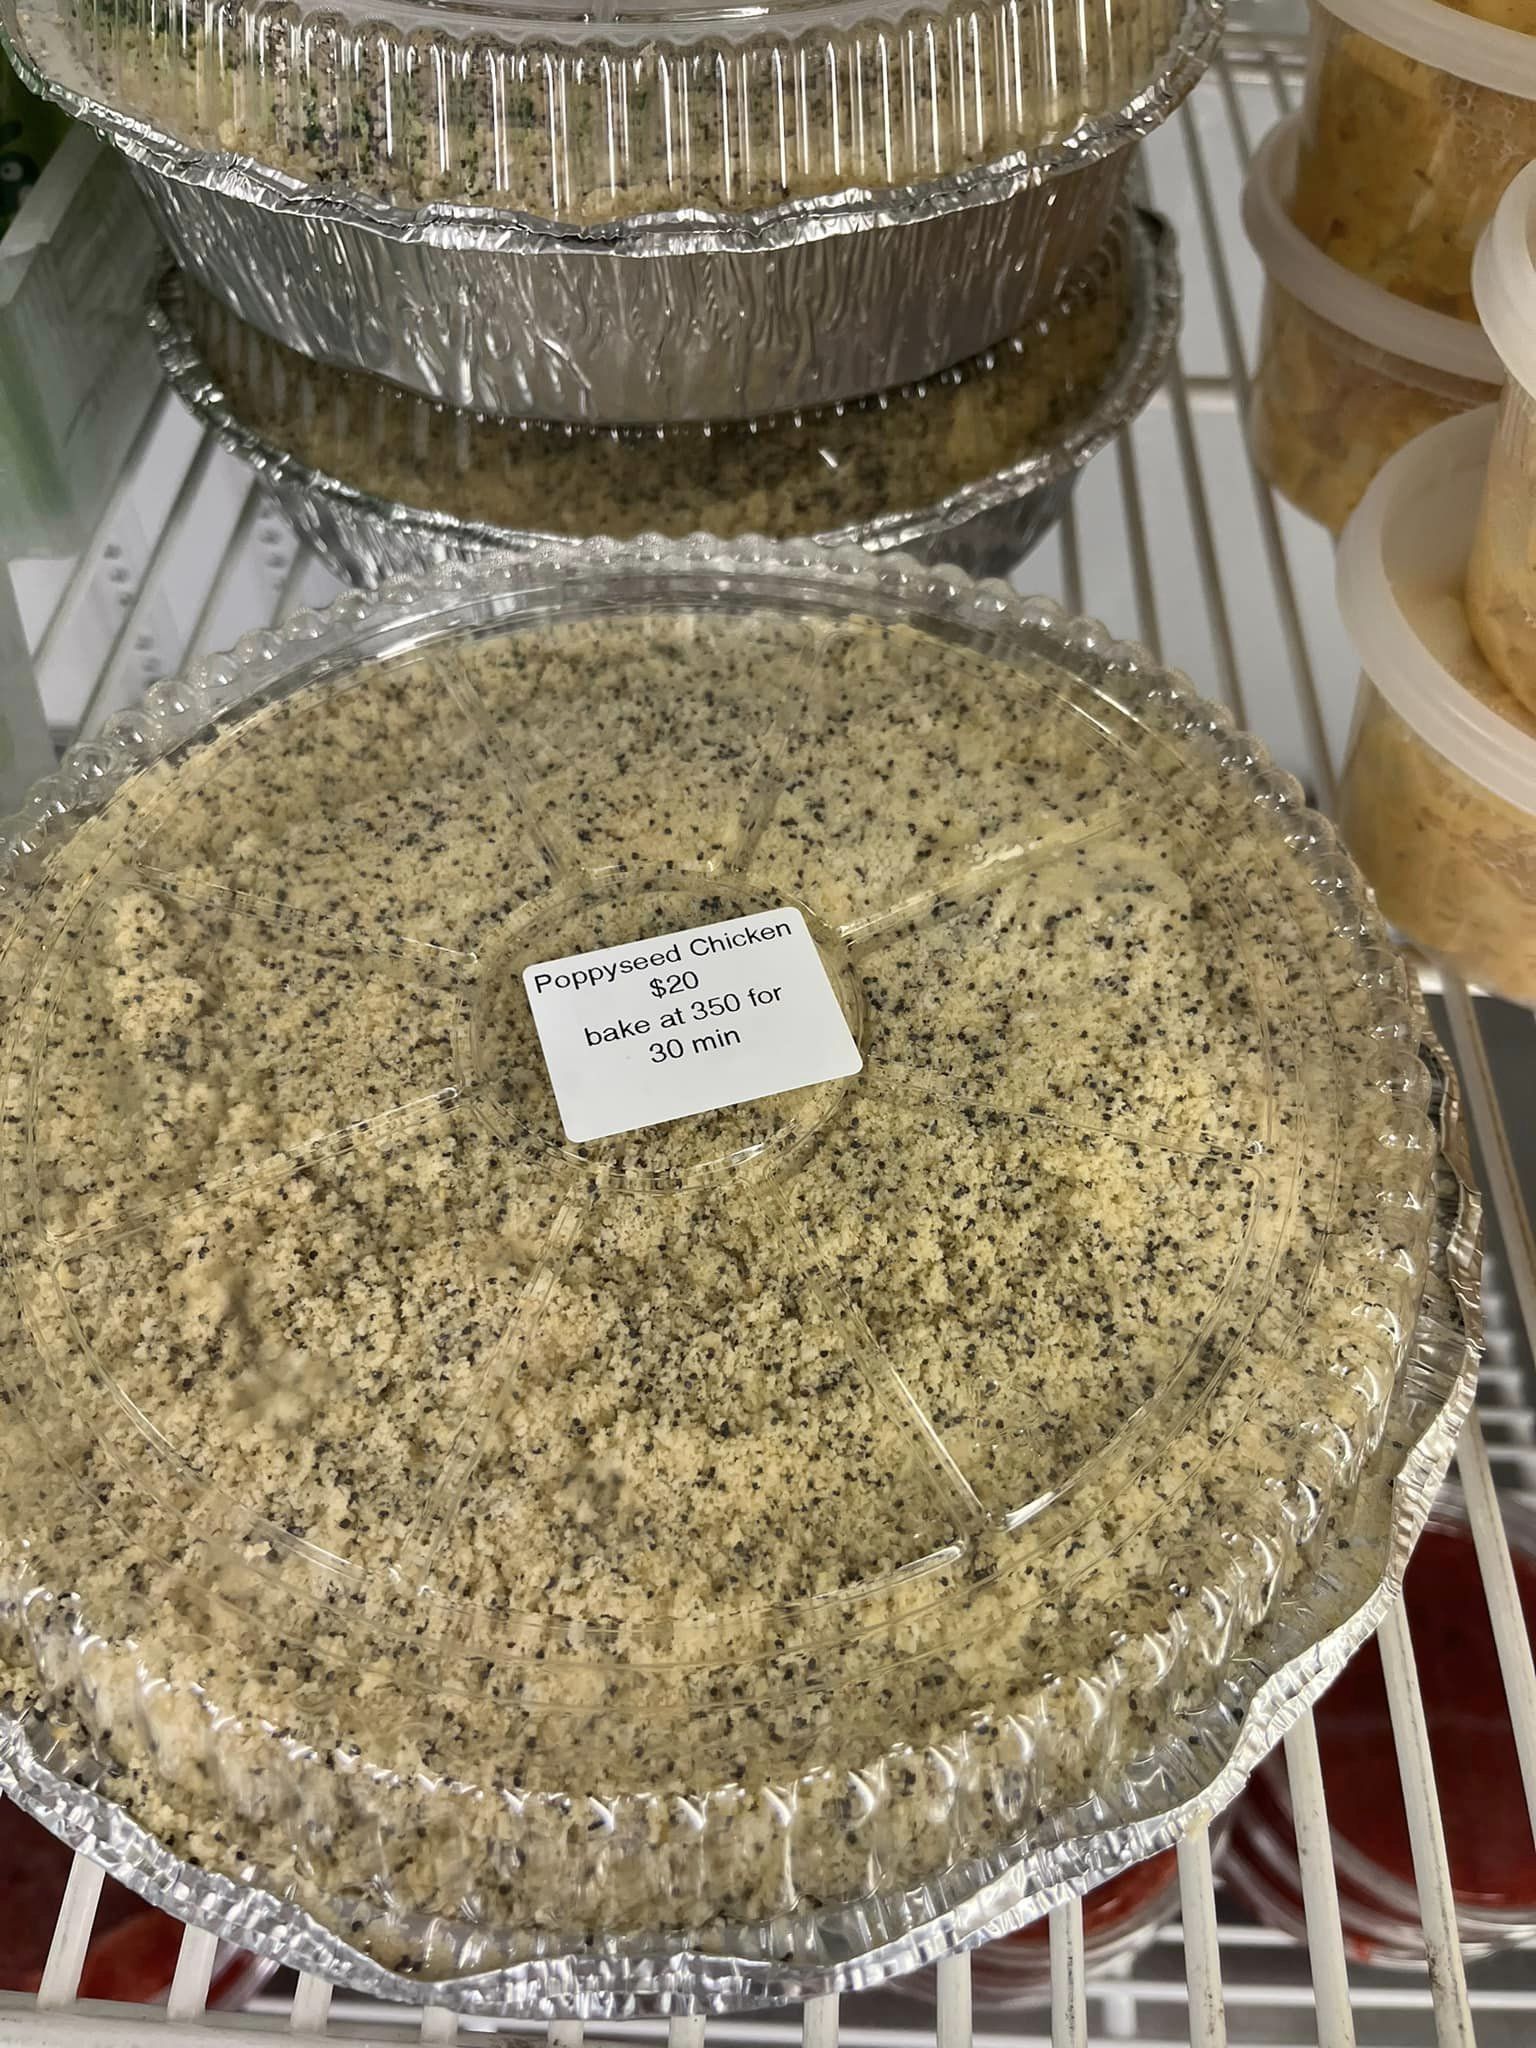 Poppyseed Chicken
$20
bake at 350 for
30 min